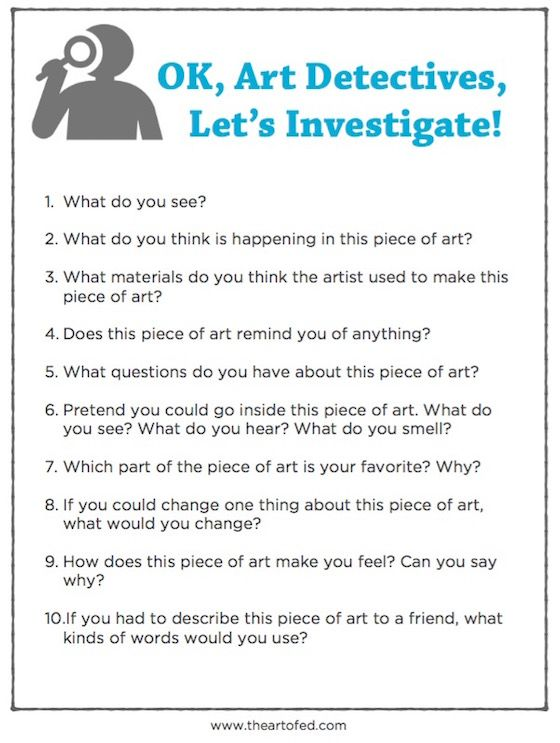 OK, Art Detectives,
Let's Investigate!
1. What do you see?
2. What do you think is happening in this piece of art?
3. What materials do you think the artist used to make this
piece of art?
4. Does this piece of art remind you of anything?
5. What questions do you have about this piece of art?
6. Pretend you could go inside this piece of art. What do
you see? What do you hear? What do you smell?
7. Which part of the piece of art is your favorite? Why?
8. If you could change one thing about this piece of art,
what would you change?
9. How does this piece of art make you feel? Can you say
why?
10.If you had to describe this piece of art to a friend, what
kinds of words would you use?
www.theartofed.com